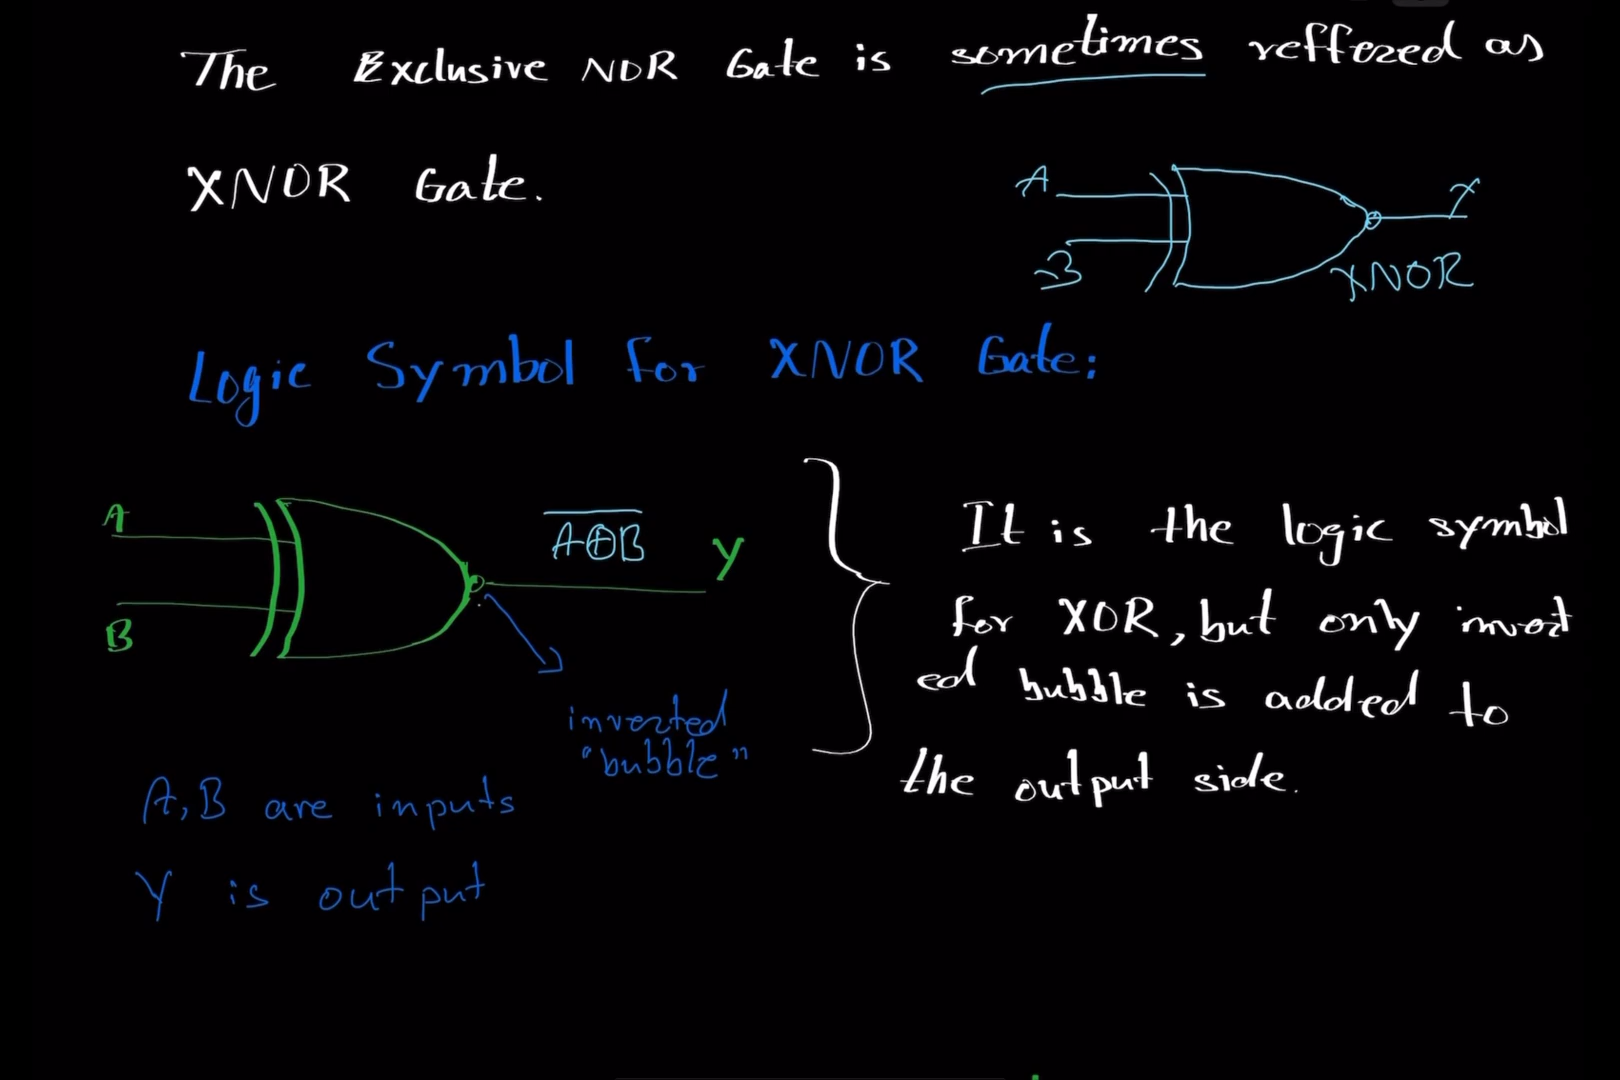 The Exclusive NOR Gate is sometimes reffered as
XNOR Gate.
A
Y
B
XNOR
Logic Symbol for XNOR Gate:
A
B
A⊕B
Y
inverted
"bubble"
It is the logic symbol
for XOR, but only invert
ed bubble is added to
the output side.
A, B are inputs
Y is output